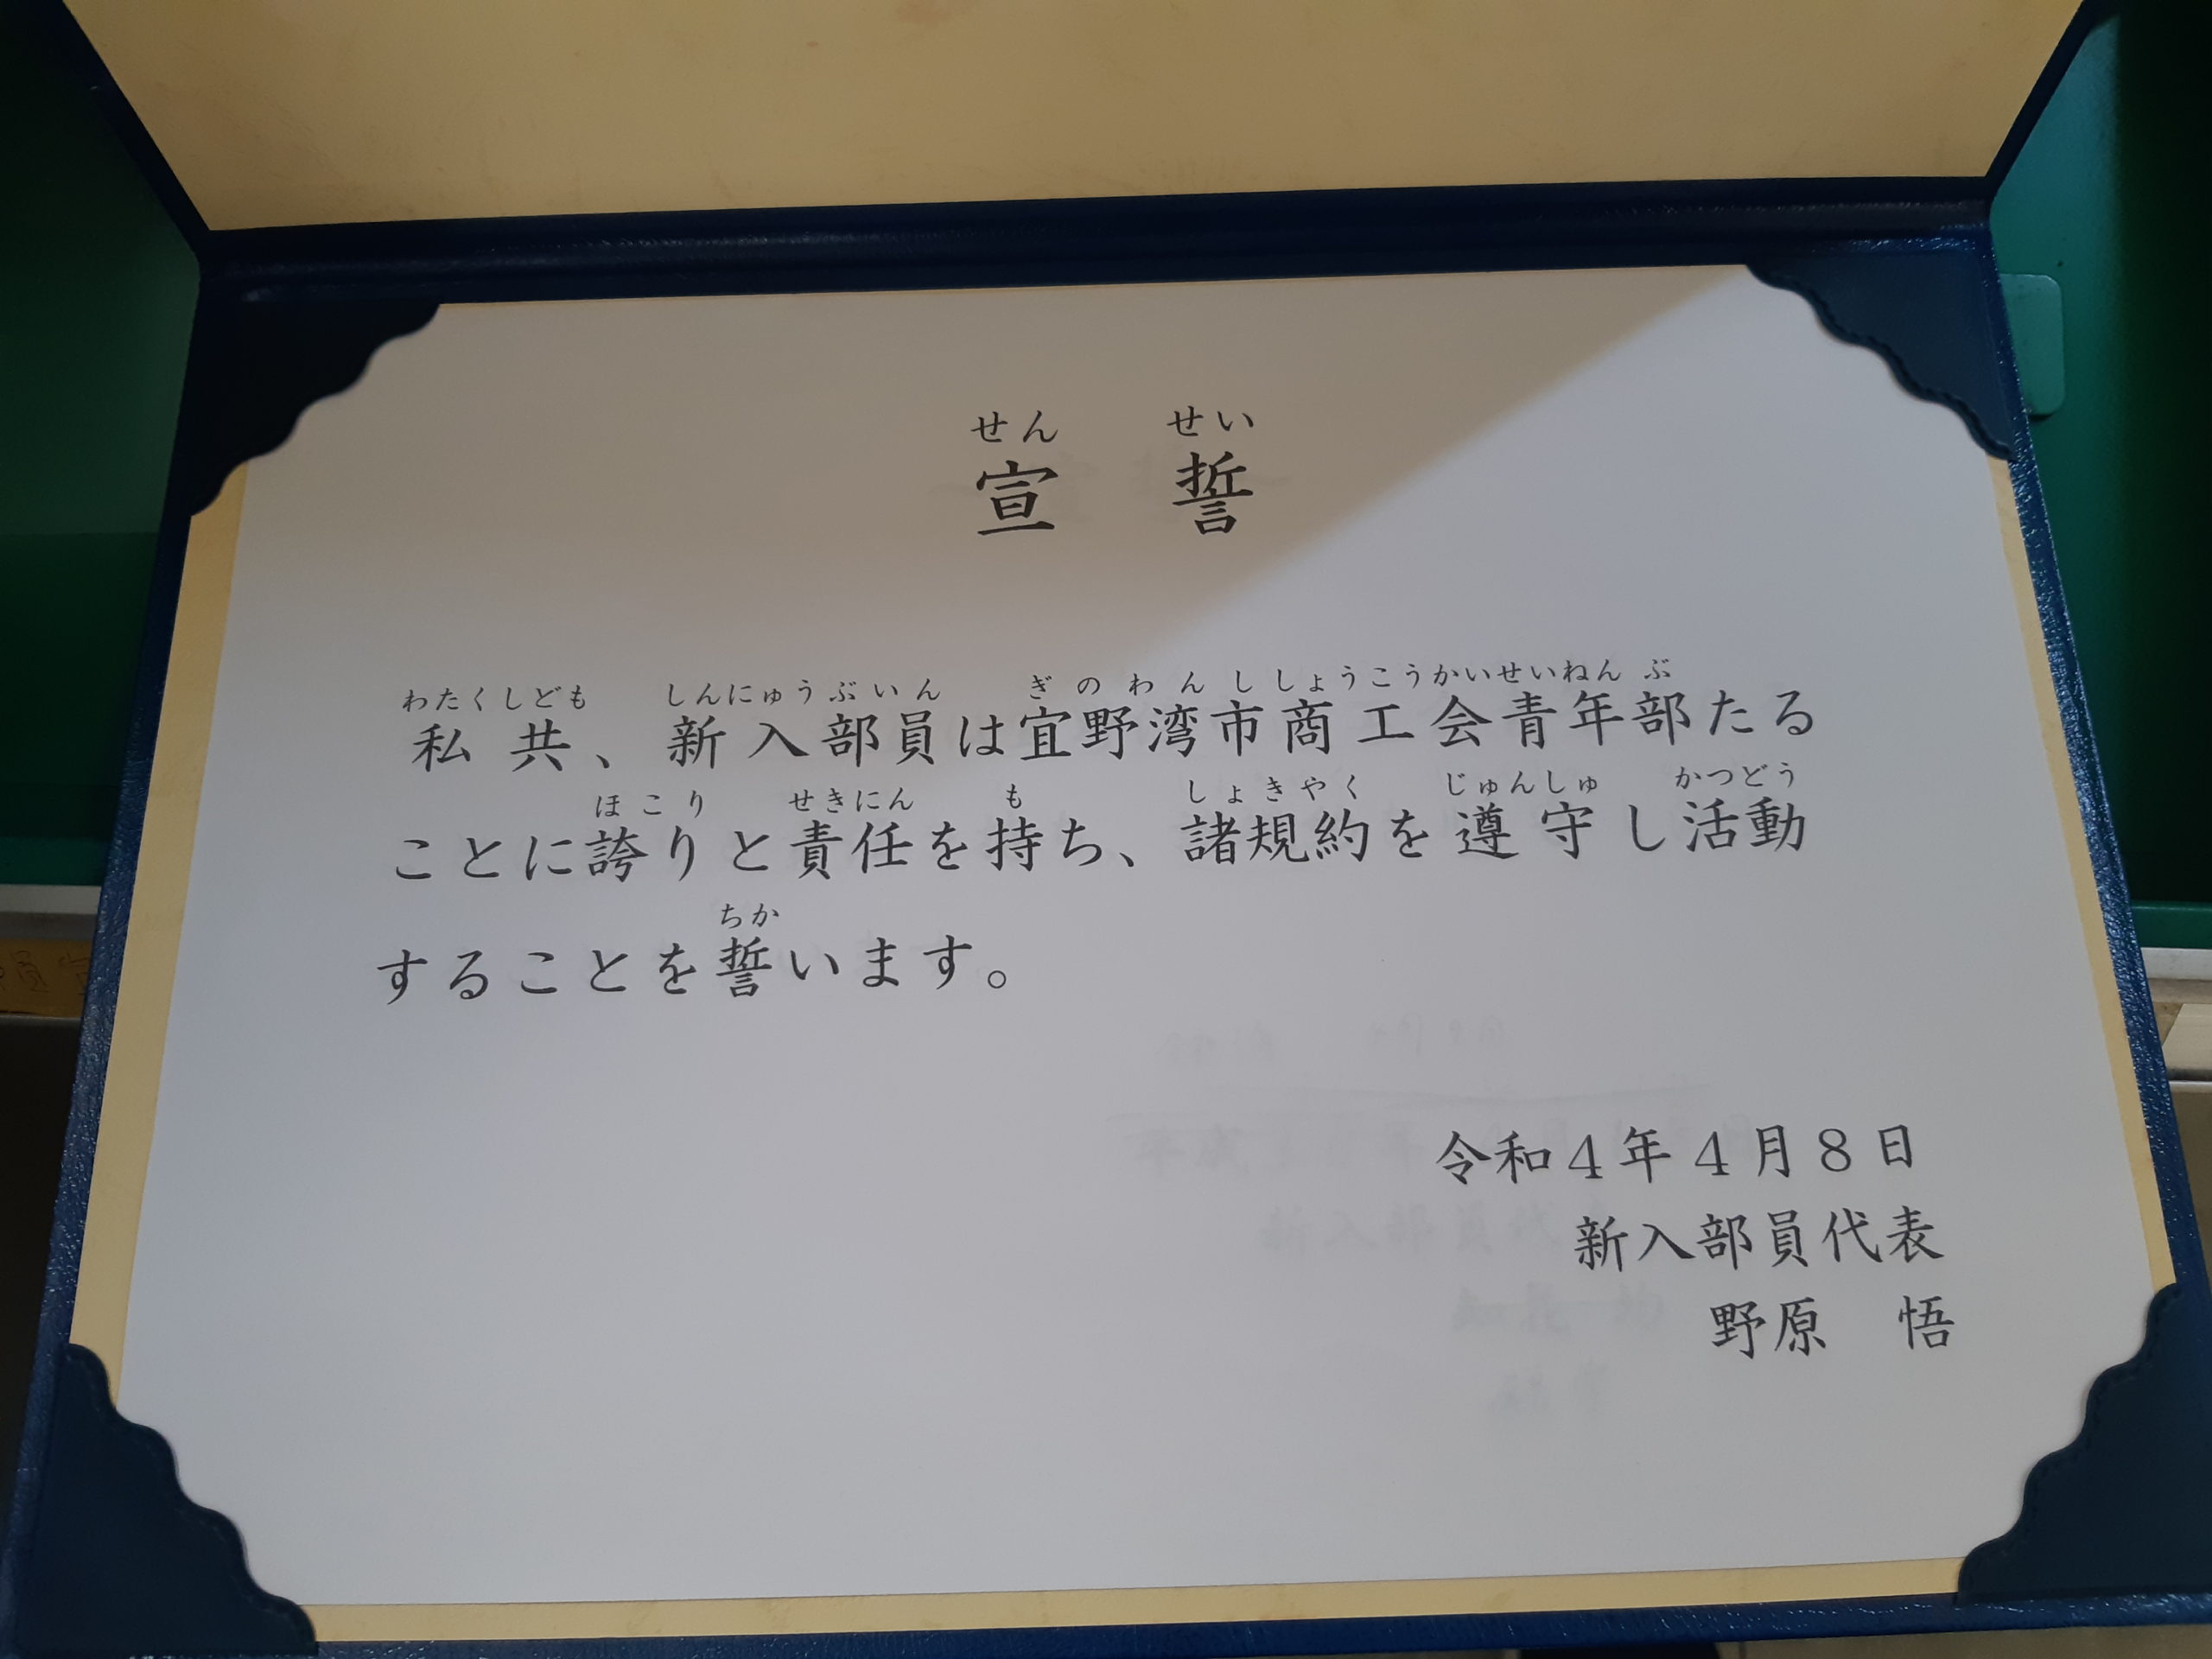 せん　せい
宣　誓
わたくしども　しんにゅうぶいん　ぎのわんししょうこうかいせいねんぶ
私共、新入部員は宜野湾市商工会青年部たる
ほこり　せきにん　も　しょきやく　じゅんしゅ　かつどう
ことに誇りと責任を持ち、諸規約を遵守し活動
ちか
することを誓います。
令和４年４月８日
新入部員代表
野原　悟